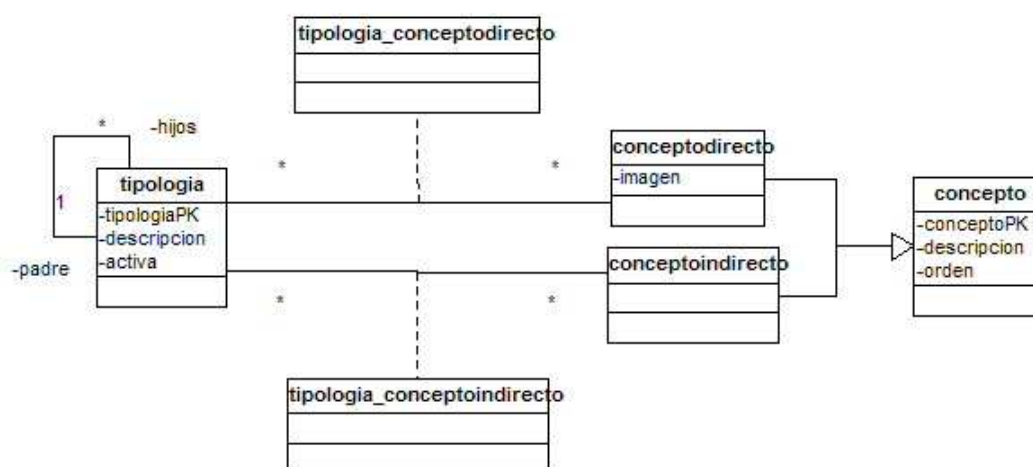 tipologia_conceptodirecto
* -hijos
tipologia
-tipologiaPK
-descripcion
-activa
1
-padre
* *
conceptodirecto
-imagen
conceptoindirecto
* *
concepto
-conceptoPK
-descripcion
-orden
tipologia_conceptoindirecto